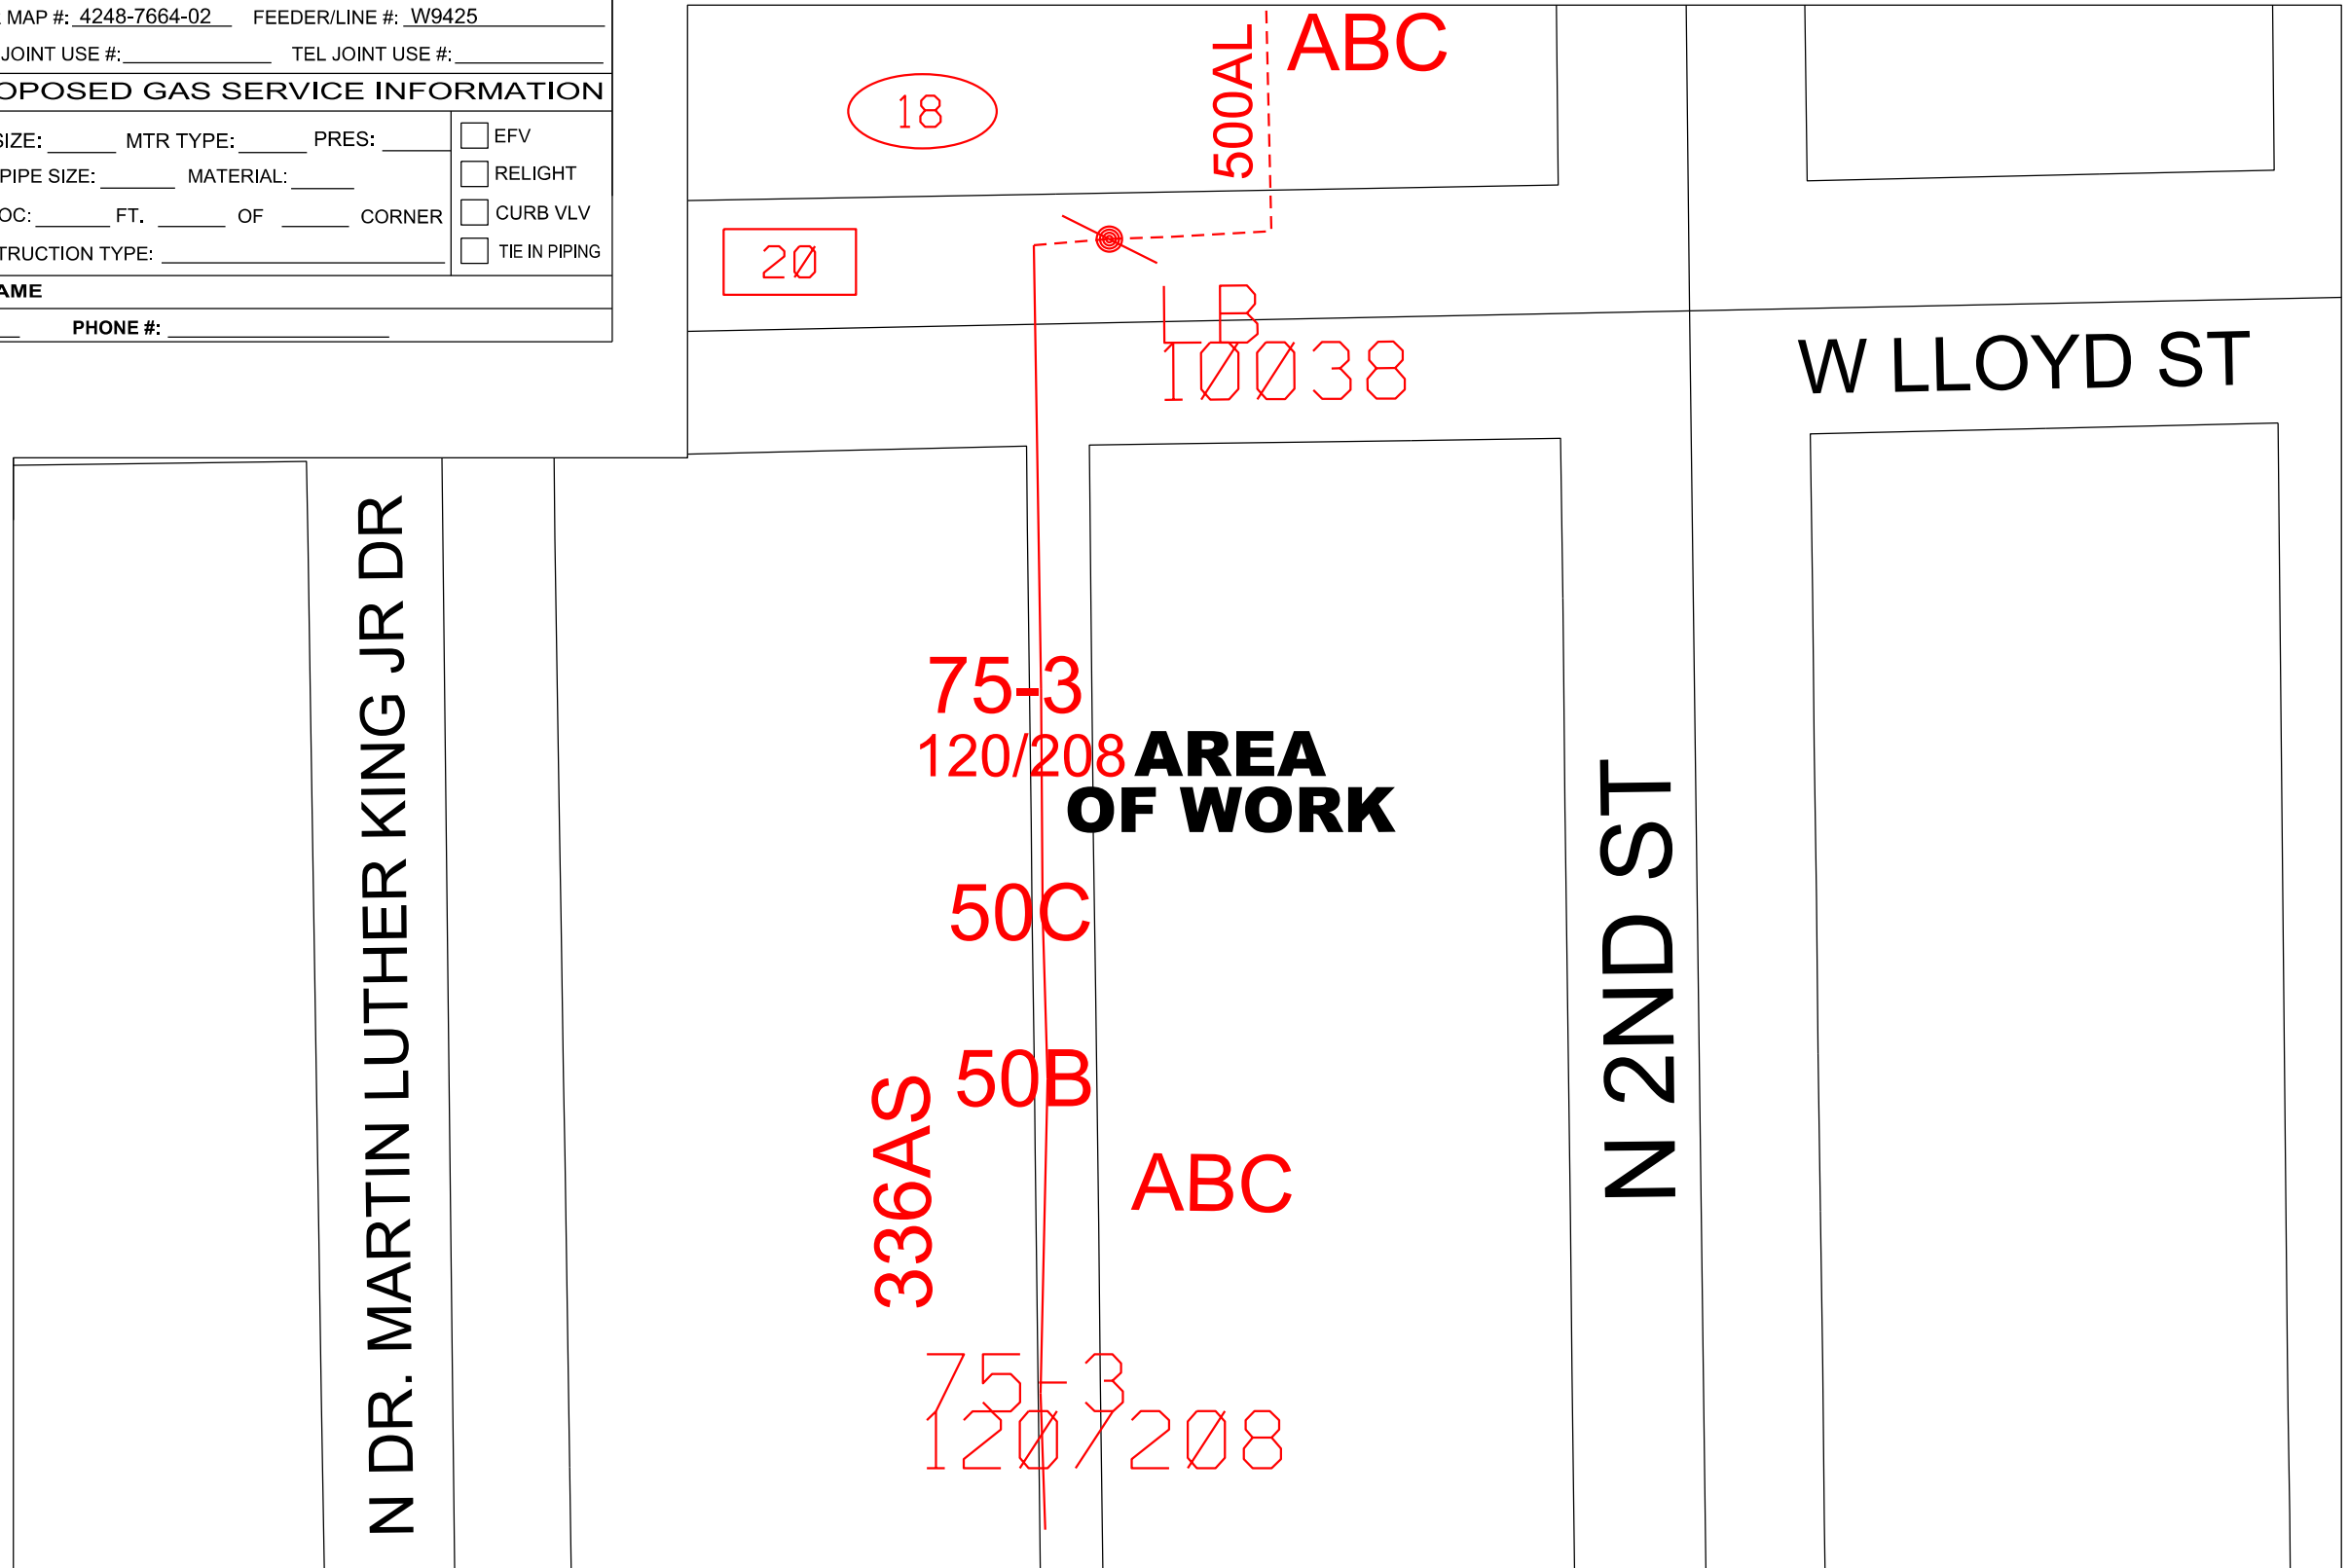 MAP #: 4248-7664-02 FEEDER/LINE #: W9425
JOINT USE #: TEL JOINT USE #:
OPOSED GAS SERVICE INFORMATION
SIZE: MTR TYPE: PRES:
PIPE SIZE: MATERIAL:
OC: FT. OF CORNER
TRUCTION TYPE:
EFV
RELIGHT
CURB VLV
TIE IN PIPING
AME
PHONE #:
18
500AL
ABC
20
LB
10038
W LLOYD ST
N DR. MARTIN LUTHER KING JR DR
75-3
120/208
AREA
OF WORK
50C
50B
336AS
ABC
N 2ND ST
75-3
120/208